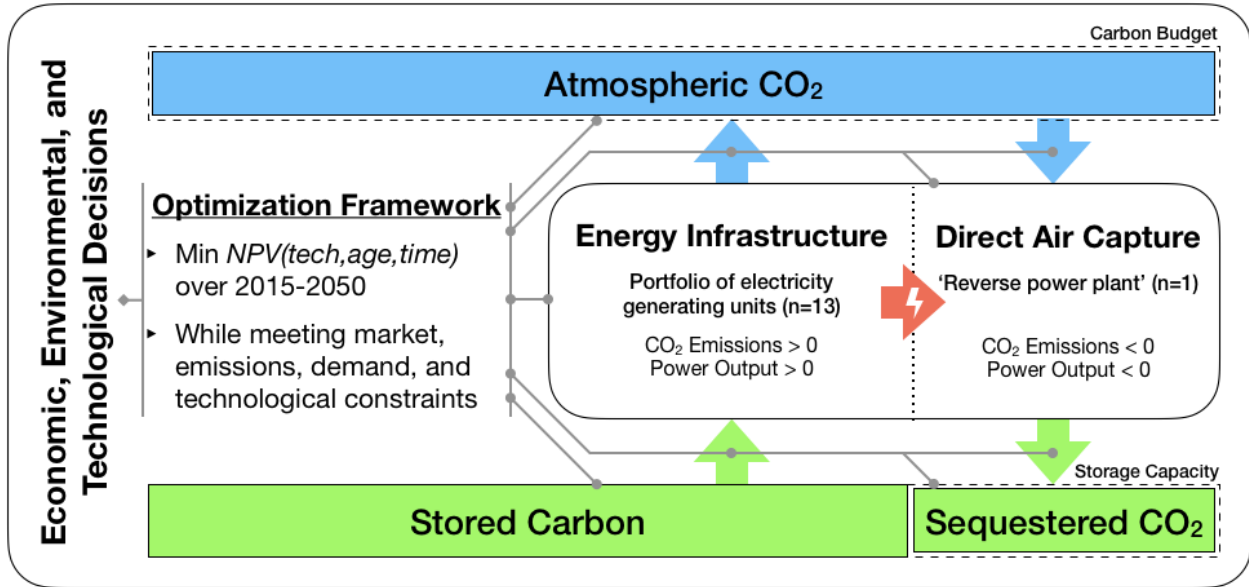 Economic, Environmental, and
Technological Decisions
Carbon Budget
Atmospheric CO₂
Optimization Framework
▸ Min NPV(tech,age,time)
over 2015-2050
▸ While meeting market,
emissions, demand, and
technological constraints
Energy Infrastructure
Portfolio of electricity
generating units (n=13)
CO₂ Emissions > 0
Power Output > 0
Direct Air Capture
‘Reverse power plant’ (n=1)
CO₂ Emissions < 0
Power Output < 0
Storage Capacity
Stored Carbon
Sequestered CO₂